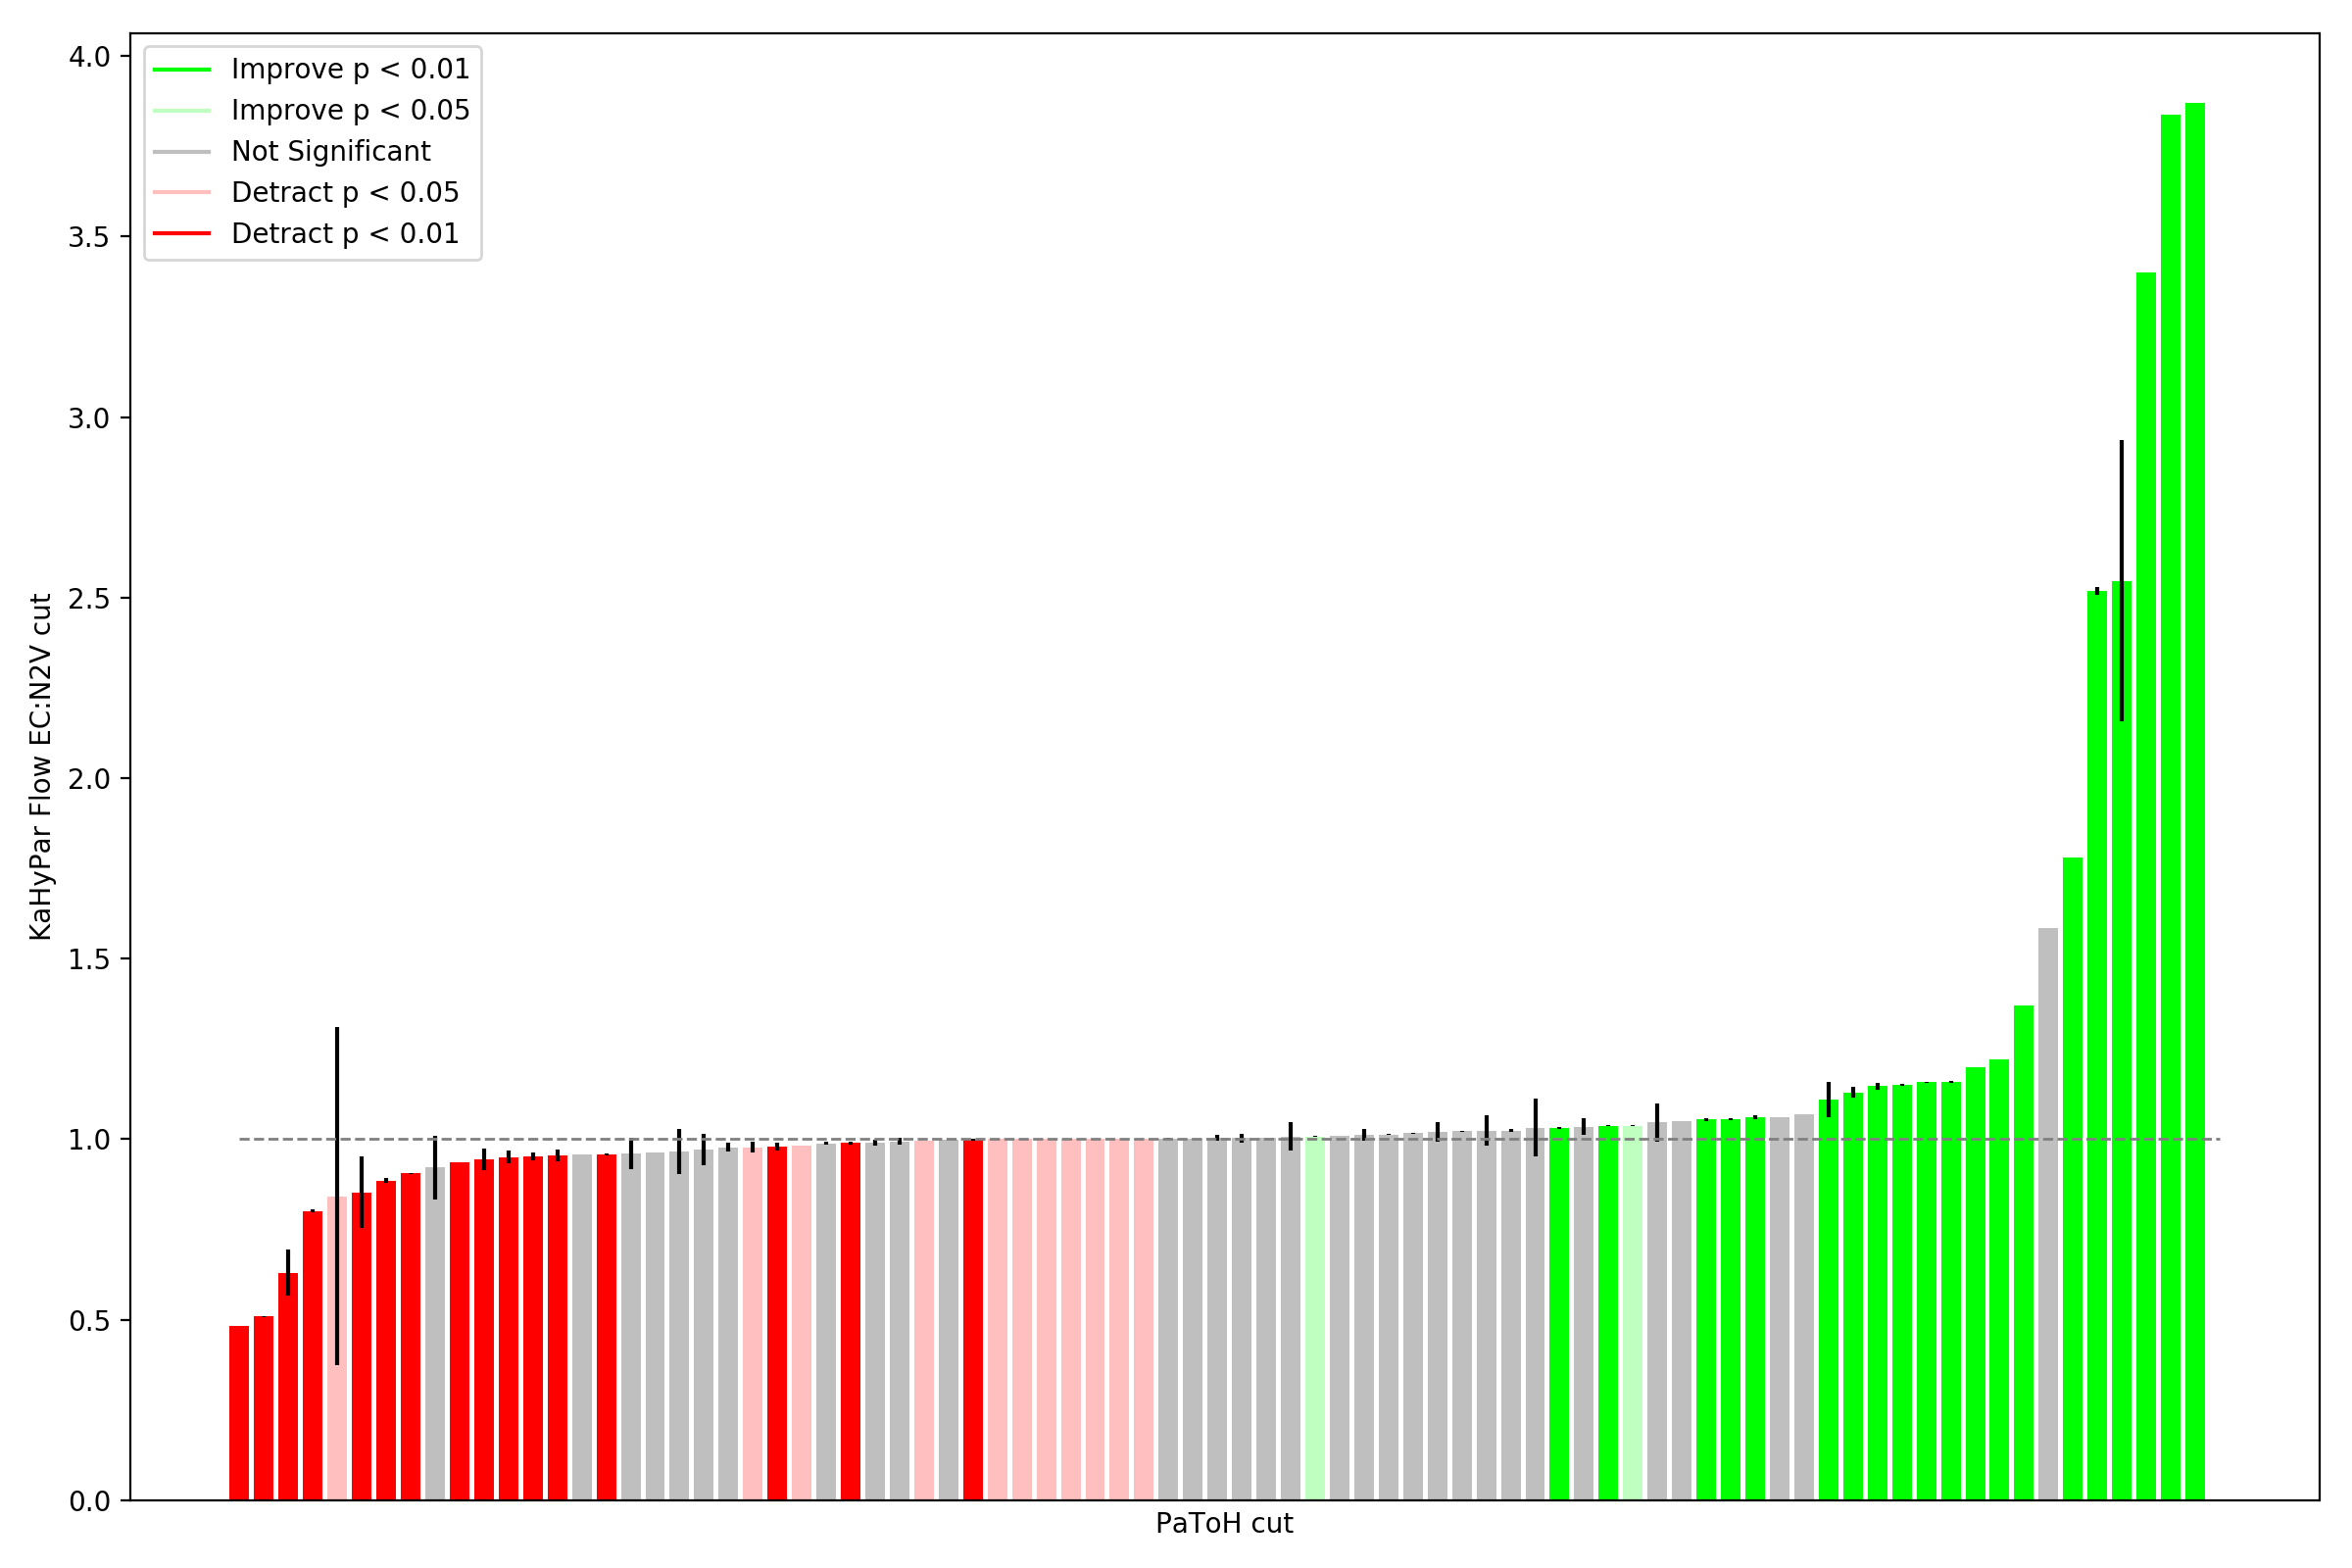 4.0
3.5
3.0
2.5
2.0
1.5
1.0
0.5
0.0
KaHyPar Flow EC:N2V cut
Improve p < 0.01
Improve p < 0.05
Not Significant
Detract p < 0.05
Detract p < 0.01
PaToH cut